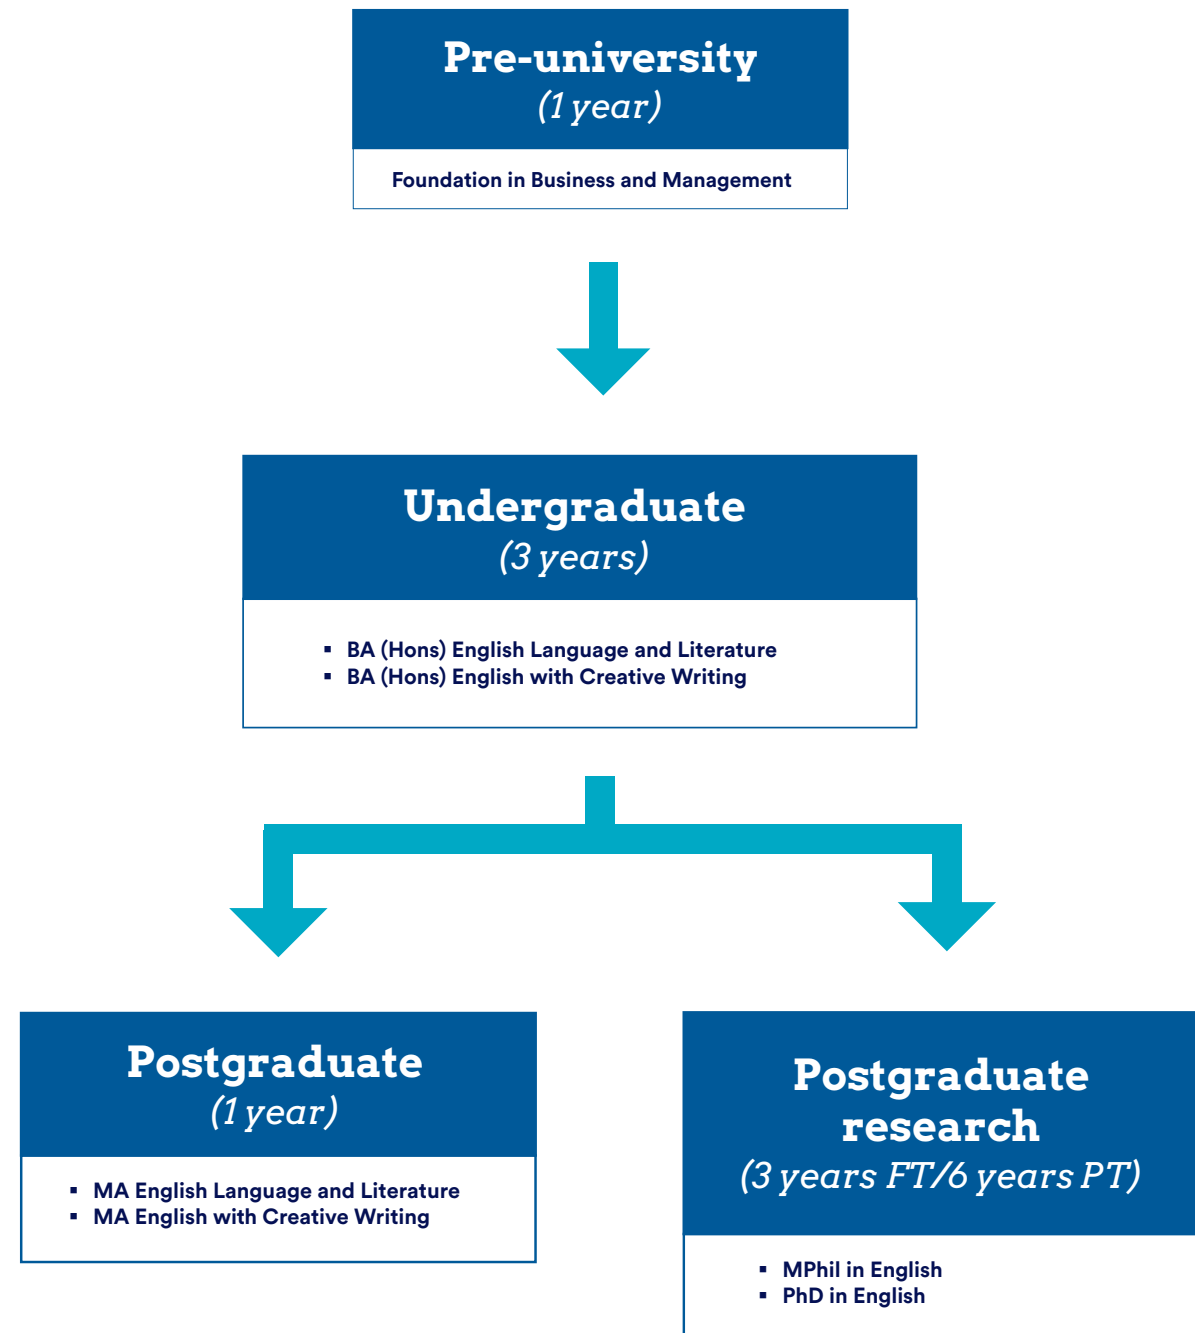 Pre-university
(1 year)
Foundation in Business and Management
Undergraduate
(3 years)
▪ BA (Hons) English Language and Literature
▪ BA (Hons) English with Creative Writing
Postgraduate
(1 year)
▪ MA English Language and Literature
▪ MA English with Creative Writing
Postgraduate
research
(3 years FT/6 years PT)
▪ MPhil in English
▪ PhD in English